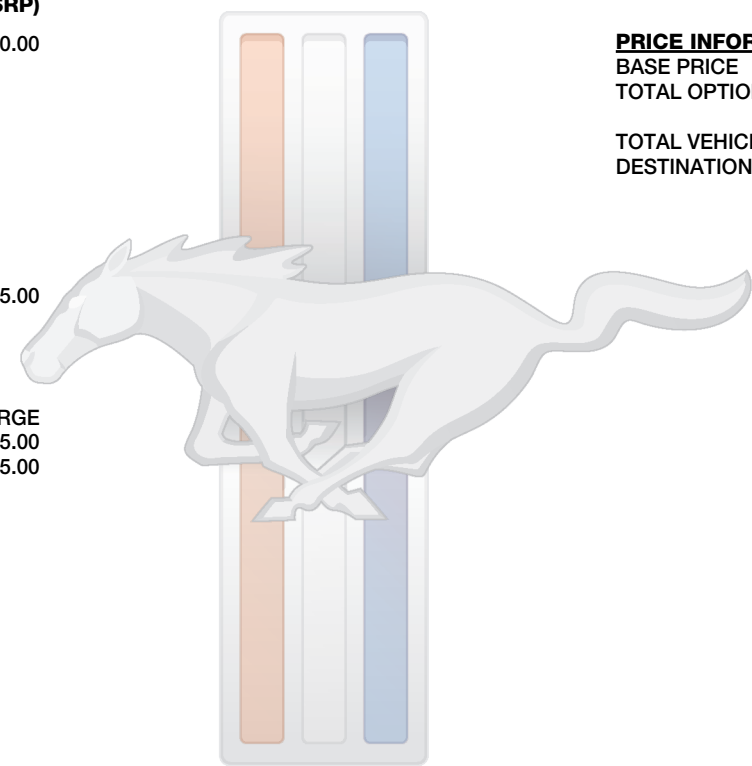 SRP)
0.00
5.00
RGE
5.00
5.00
PRICE INFOR
BASE PRICE
TOTAL OPTIO
TOTAL VEHICL
DESTINATION